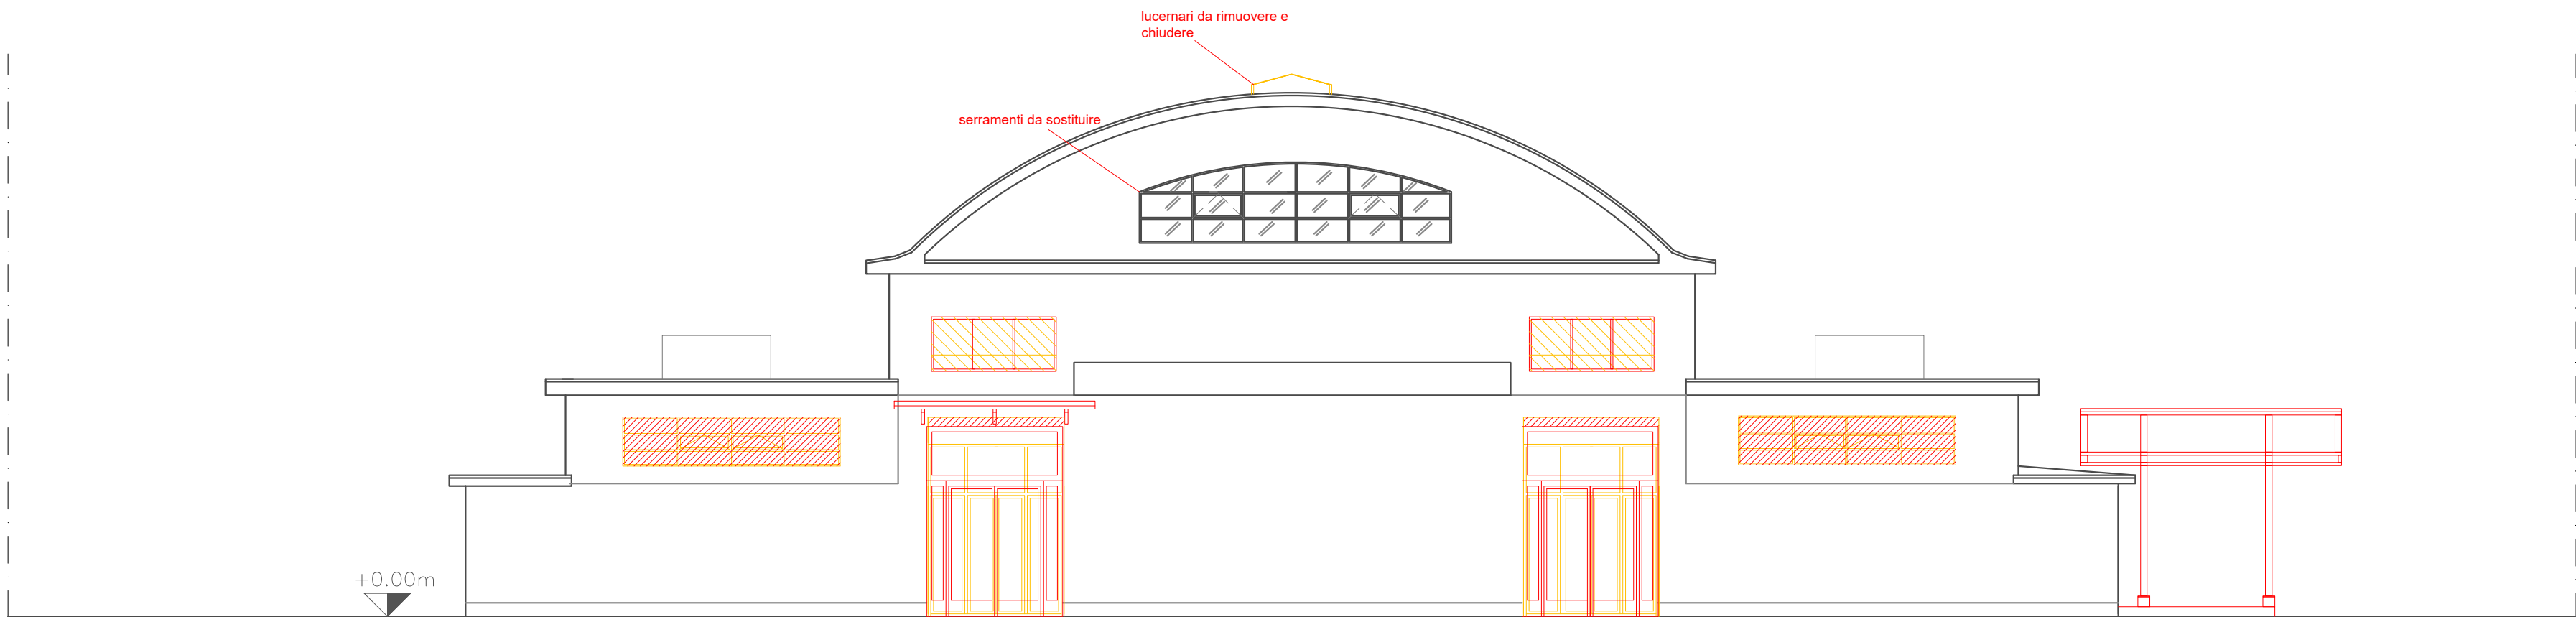 lucernari da rimuovere e
chiudere
serramenti da sostituire
+0.00m